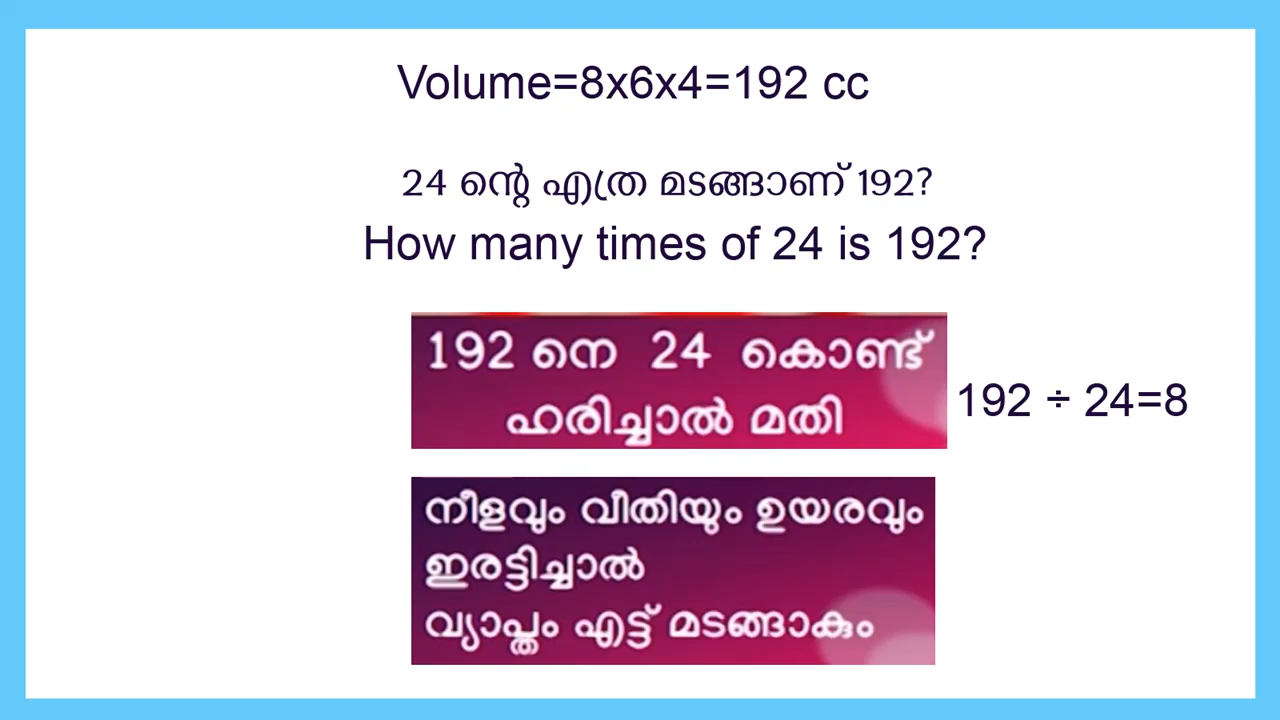 Volume=8x6x4=192 cc
24 ന്റെ എത്ര മടങ്ങാണ് 192?
How many times of 24 is 192?
192 നെ 24 കൊണ്ട്
ഹരിച്ചാൽ മതി
192 ÷ 24=8
നീളവും വീതിയും ഉയരവും
ഇരട്ടിച്ചാൽ
വ്യാപ്തം എട്ട് മടങ്ങാകും